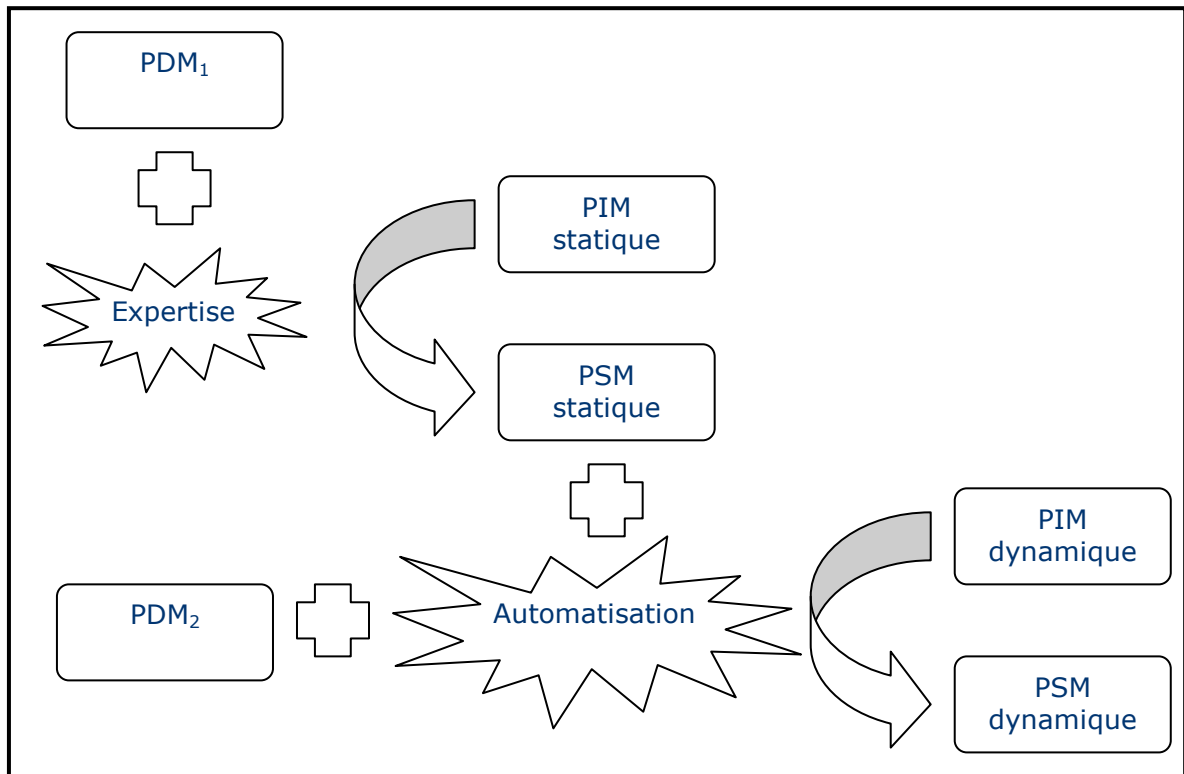 PDM₁
PIM
statique
Expertise
PSM
statique
PIM
dynamique
PDM₂
Automatisation
PSM
dynamique